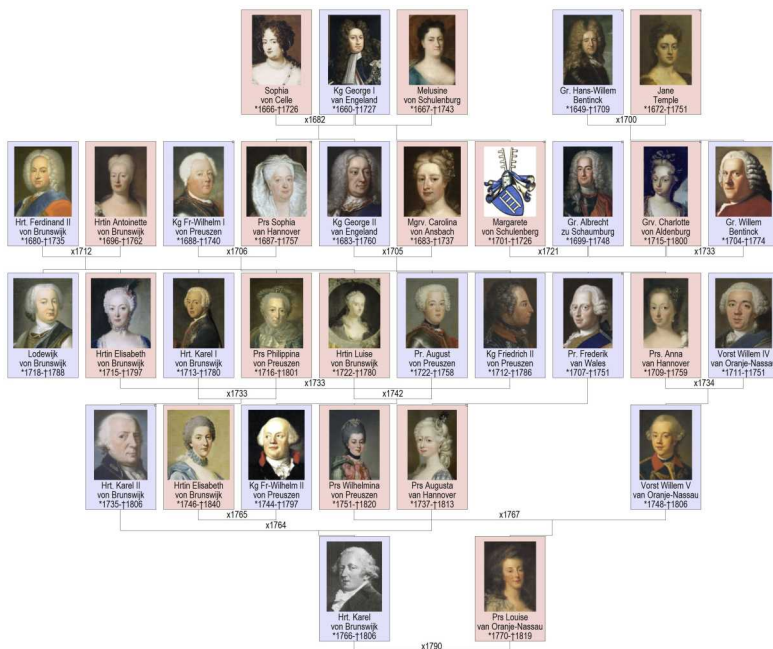 Sophia
von Celle
*1666-†1726
Kg George I
van Engeland
*1660-†1727
Melusine
von Schulenburg
*1667-†1743
Gr. Hans-Willem
Bentinck
*1649-†1709
Jane
Temple
*1672-†1751
x1682
x1700
Hrt. Ferdinand II
von Brunswijk
*1680-†1735
Hrtin Antoinette
von Brunswijk
*1696-†1762
Kg Fr-Wilhelm I
von Preuszen
*1688-†1740
Prs Sophia
van Hannover
*1687-†1757
Kg George II
van Engeland
*1683-†1760
Mgrv. Carolina
von Ansbach
*1683-†1737
Margarete
von Schulenberg
*1701-†1726
Gr. Albrecht
zu Schaumburg
*1699-†1748
Grv. Charlotte
von Aldenburg
*1715-†1800
Gr. Willem
Bentinck
*1704-†1774
x1712
x1706
x1705
x1721
x1733
Lodewijk
von Brunswijk
*1718-†1788
Hrtin Elisabeth
von Brunswijk
*1715-†1797
Hrt. Karel I
von Brunswijk
*1713-†1780
Prs Philippina
von Preuszen
*1716-†1801
Hrtin Luise
von Brunswijk
*1722-†1780
Pr. August
von Preuszen
*1722-†1758
Kg Friedrich II
von Preuszen
*1712-†1786
Pr. Frederik
van Wales
*1707-†1751
Prs. Anna
van Hannover
*1709-†1759
Vorst Willem IV
van Oranje-Nassau
*1711-†1751
x1733
x1733
x1742
x1734
Hrt. Karel II
von Brunswijk
*1735-†1806
Hrtin Elisabeth
von Brunswijk
*1746-†1840
Kg Fr-Wilhelm II
von Preuszen
*1744-†1797
Prs Wilhelmina
von Preuszen
*1751-†1820
Prs Augusta
van Hannover
*1737-†1813
Vorst Willem V
van Oranje-Nassau
*1748-†1806
x1765
x1767
x1764
Hrt. Karel
von Brunswijk
*1766-†1806
Prs Louise
van Oranje-Nassau
*1770-†1819
x1790